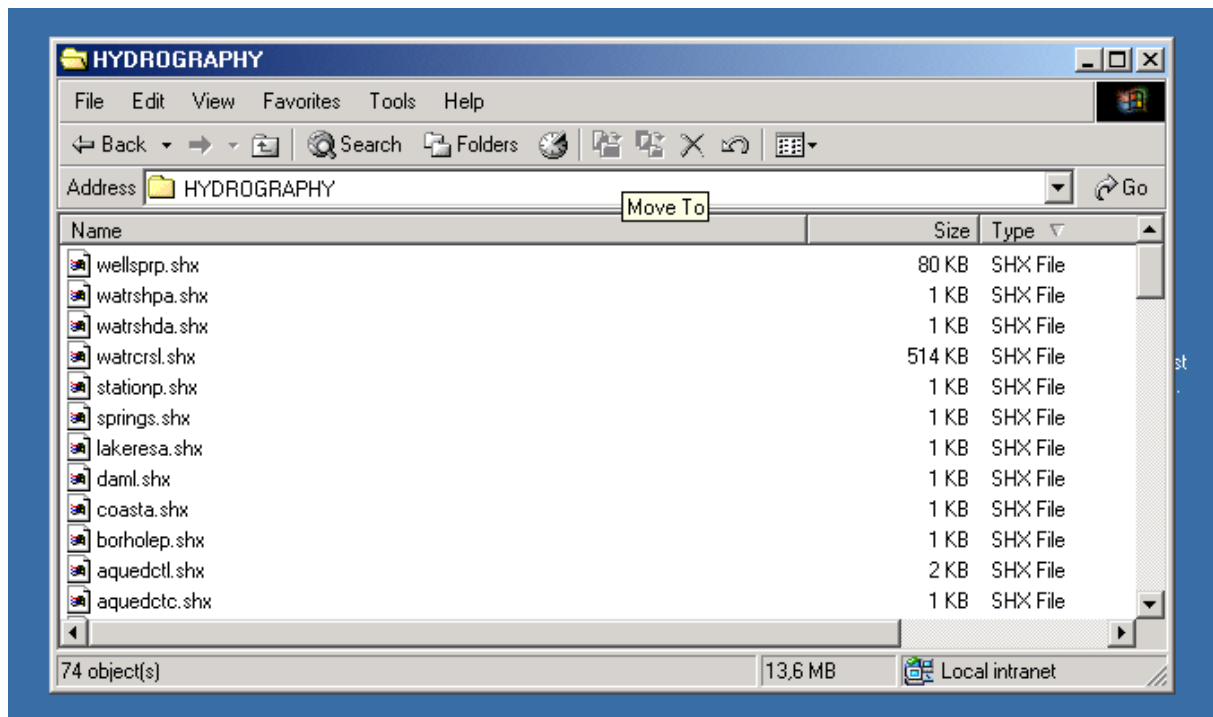 HYDROGRAPHY
File Edit View Favorites Tools Help
Back Search Folders
Address HYDROGRAPHY Go
Move To
Name Size Type
wellsprp.shx 80 KB SHX File
watrshpa.shx 1 KB SHX File
watrshda.shx 1 KB SHX File
watrcrsl.shx 514 KB SHX File
st
stationp.shx 1 KB SHX File
.
springs.shx 1 KB SHX File
lakeresa.shx 1 KB SHX File
daml.shx 1 KB SHX File
coasta.shx 1 KB SHX File
borholep.shx 1 KB SHX File
aquedctl.shx 2 KB SHX File
aquedctc.shx 1 KB SHX File
74 object(s) 13,6 MB Local intranet